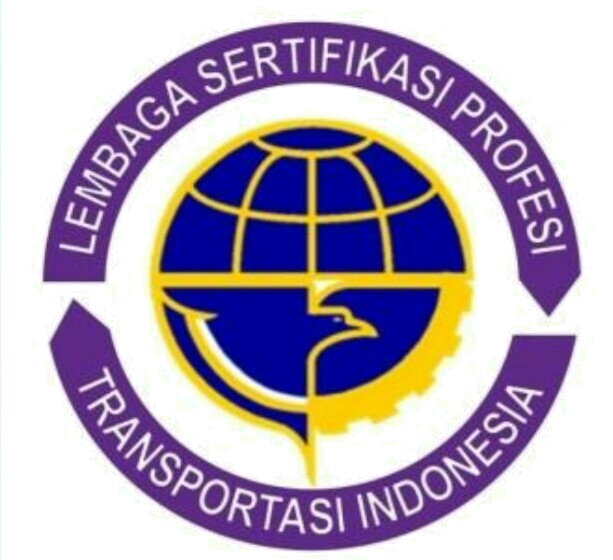 LEMBAGA SERTIFIKASI PROFESI
TRANSPORTASI INDONESIA